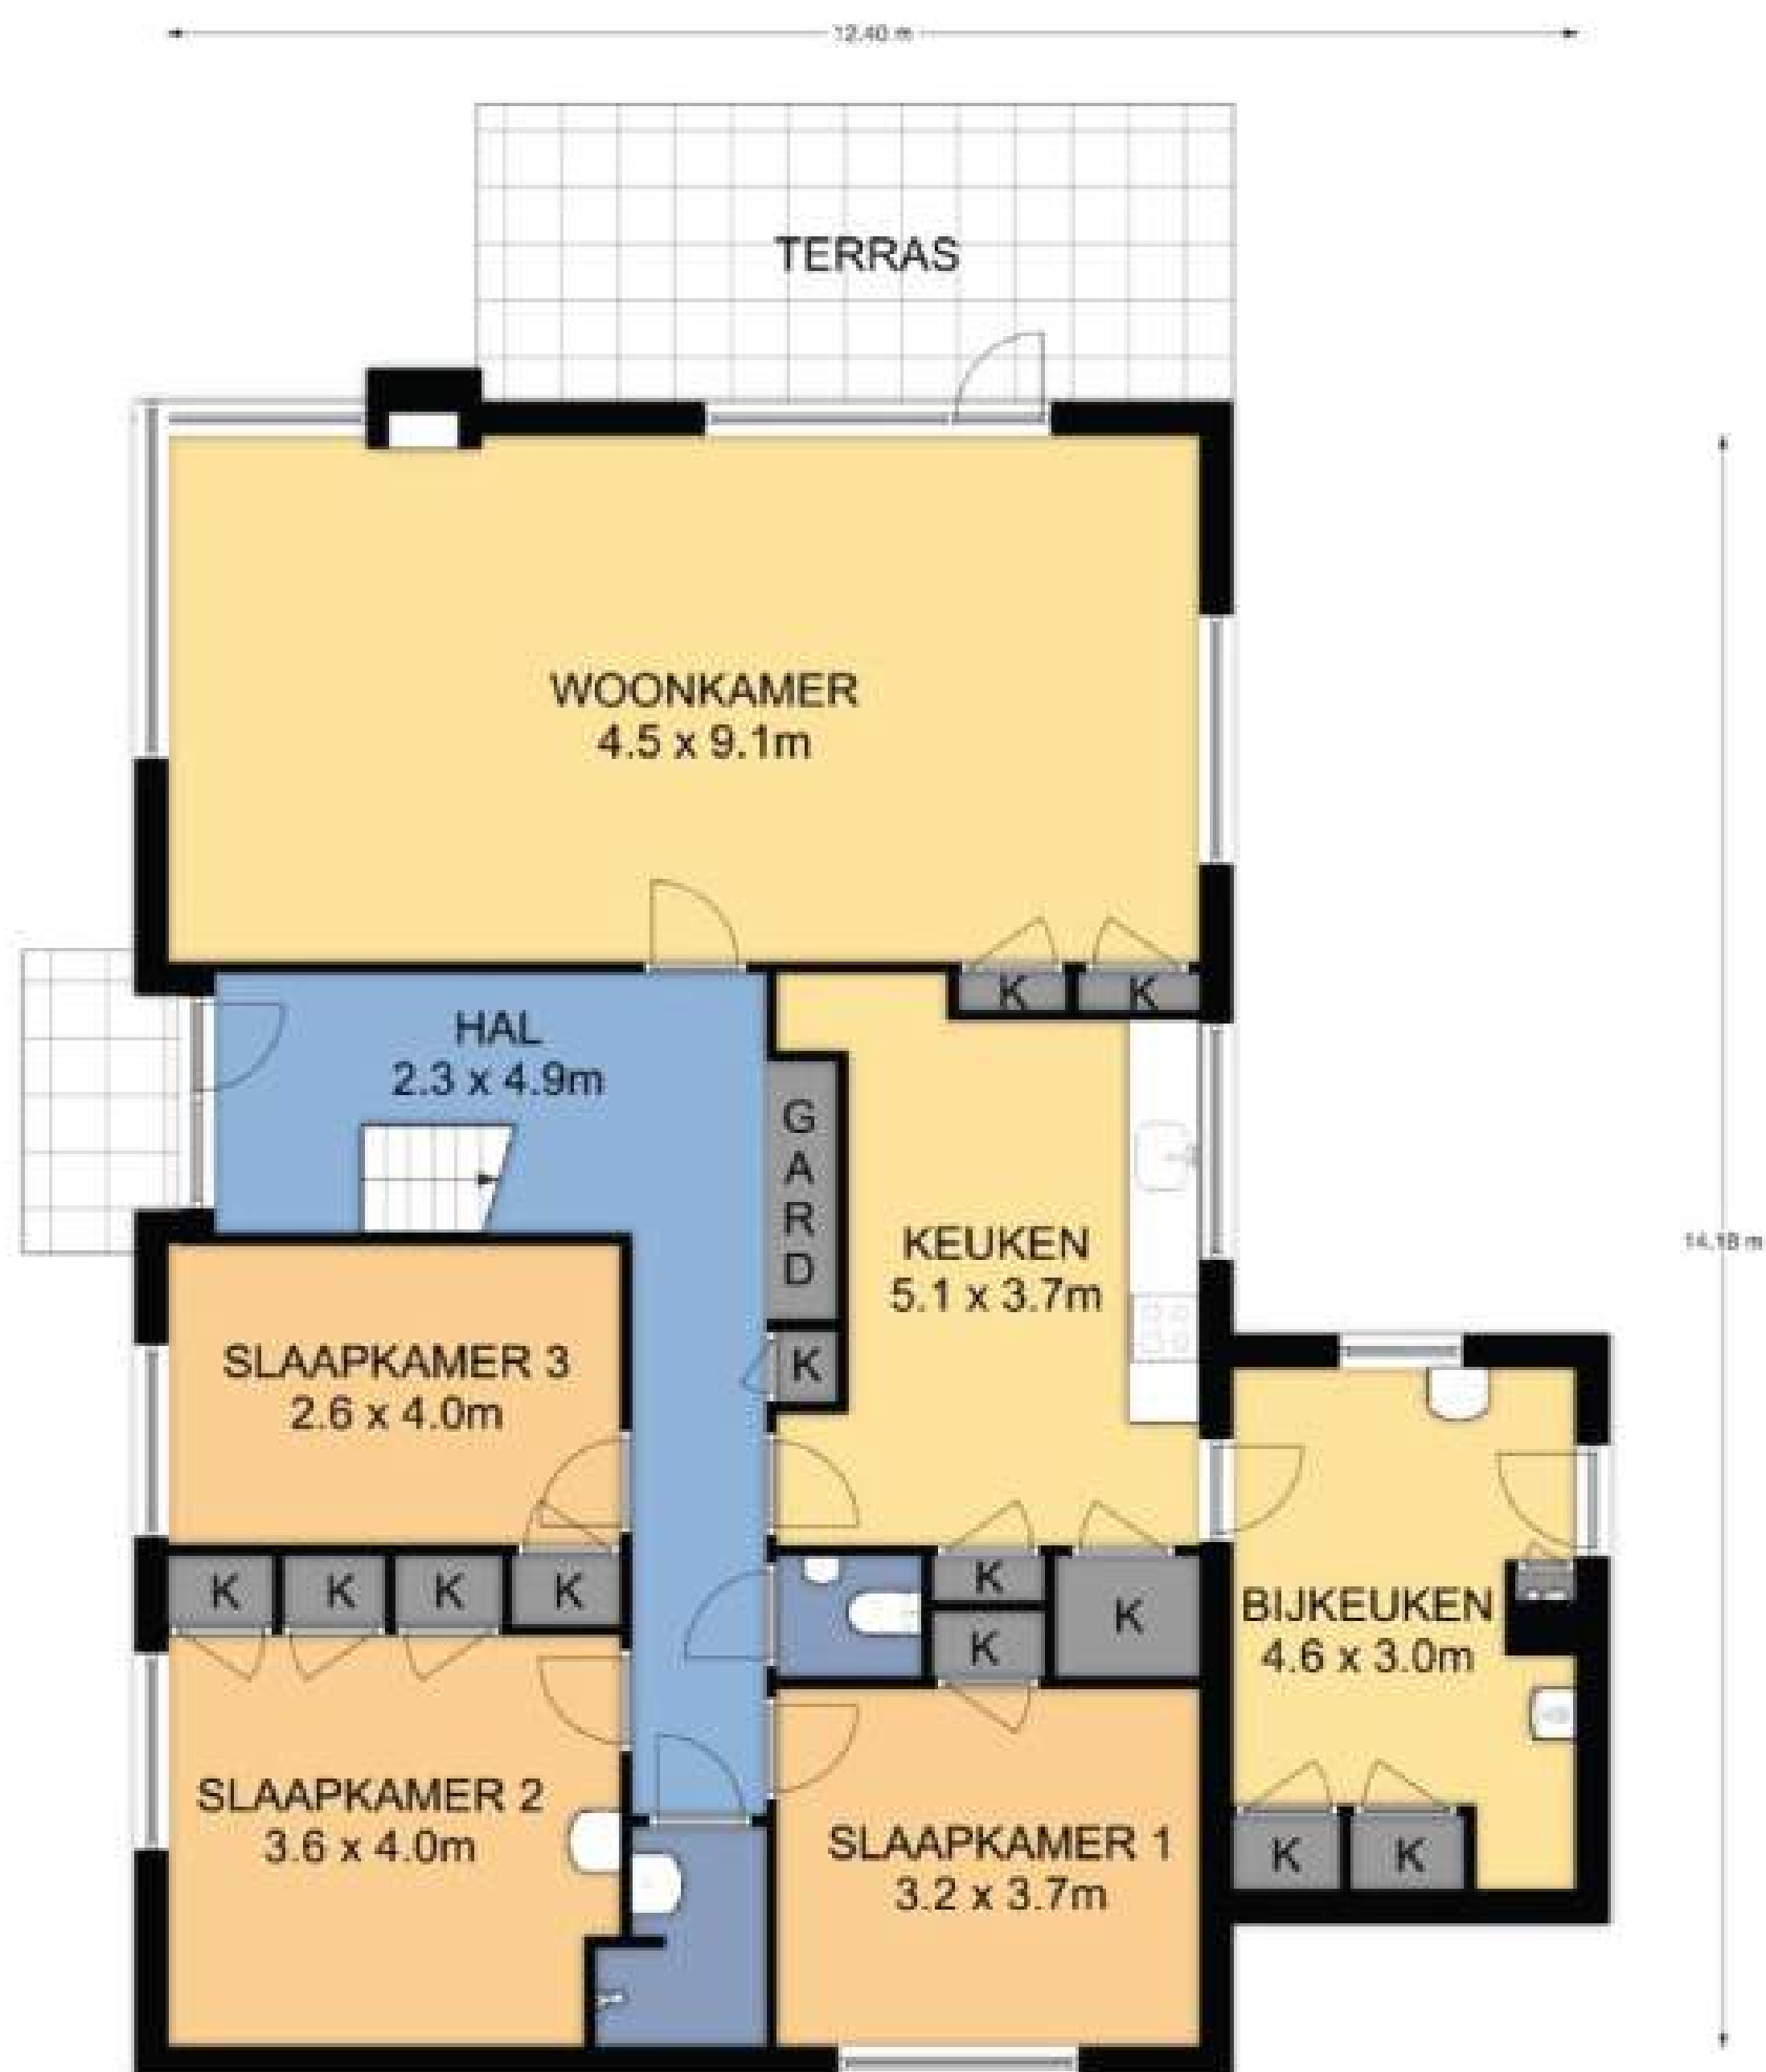 12.40 m
TERRAS
WOONKAMER
4.5 x 9.1m
K
K
HAL
2.3 x 4.9m
G
A
R
D
KEUKEN
5.1 x 3.7m
14.18 m
K
SLAAPKAMER 3
2.6 x 4.0m
K
K
K
K
K
K
K
BIJKEUKEN
4.6 x 3.0m
SLAAPKAMER 2
3.6 x 4.0m
SLAAPKAMER 1
3.2 x 3.7m
K
K